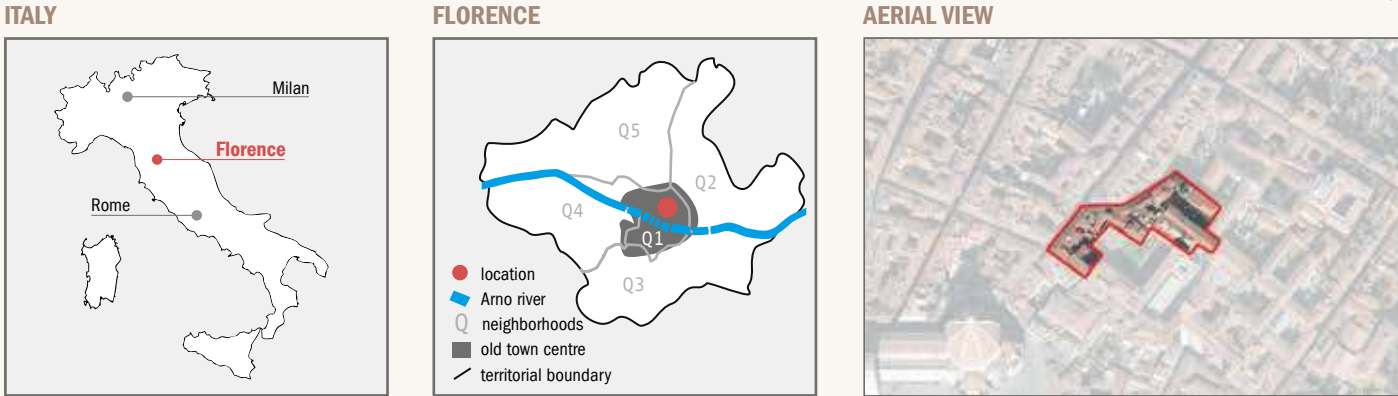 ITALY
Milan
Florence
Rome
FLORENCE
Q5
Q2
Q4
Q1
Q3
location
Arno river
Q neighborhoods
old town centre
territorial boundary
AERIAL VIEW